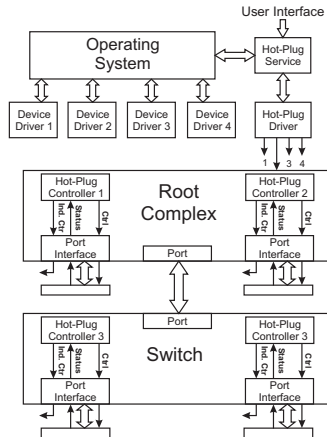 User Interface
Operating
System
Hot-Plug
Service
Device
Driver 1
Device
Driver 2
Device
Driver 3
Device
Driver 4
Hot-Plug
Driver
1
3
4
Hot-Plug
Controller 1
Root
Complex
Hot-Plug
Controller 2
Ind. Ctr
Status
Ctrl
Ind. Ctr
Status
Ctrl
Port
Interface
Port
Port
Interface
Port
Hot-Plug
Controller 3
Switch
Hot-Plug
Controller 3
Ind. Ctr
Status
Ctrl
Ind. Ctr
Status
Ctrl
Port
Interface
Port
Interface